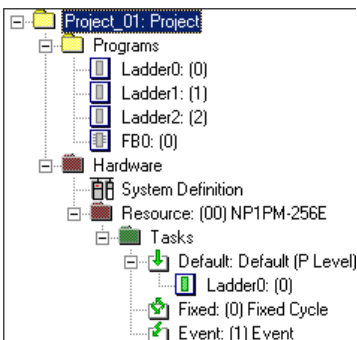 Project_01: Project
Programs
Ladder0: (0)
Ladder1: (1)
Ladder2: (2)
FB0: (0)
Hardware
System Definition
Resource: (00) NP1PM-256E
Tasks
Default: Default (P Level)
Ladder0: (0)
Fixed: (0) Fixed Cycle
Event: (1) Event